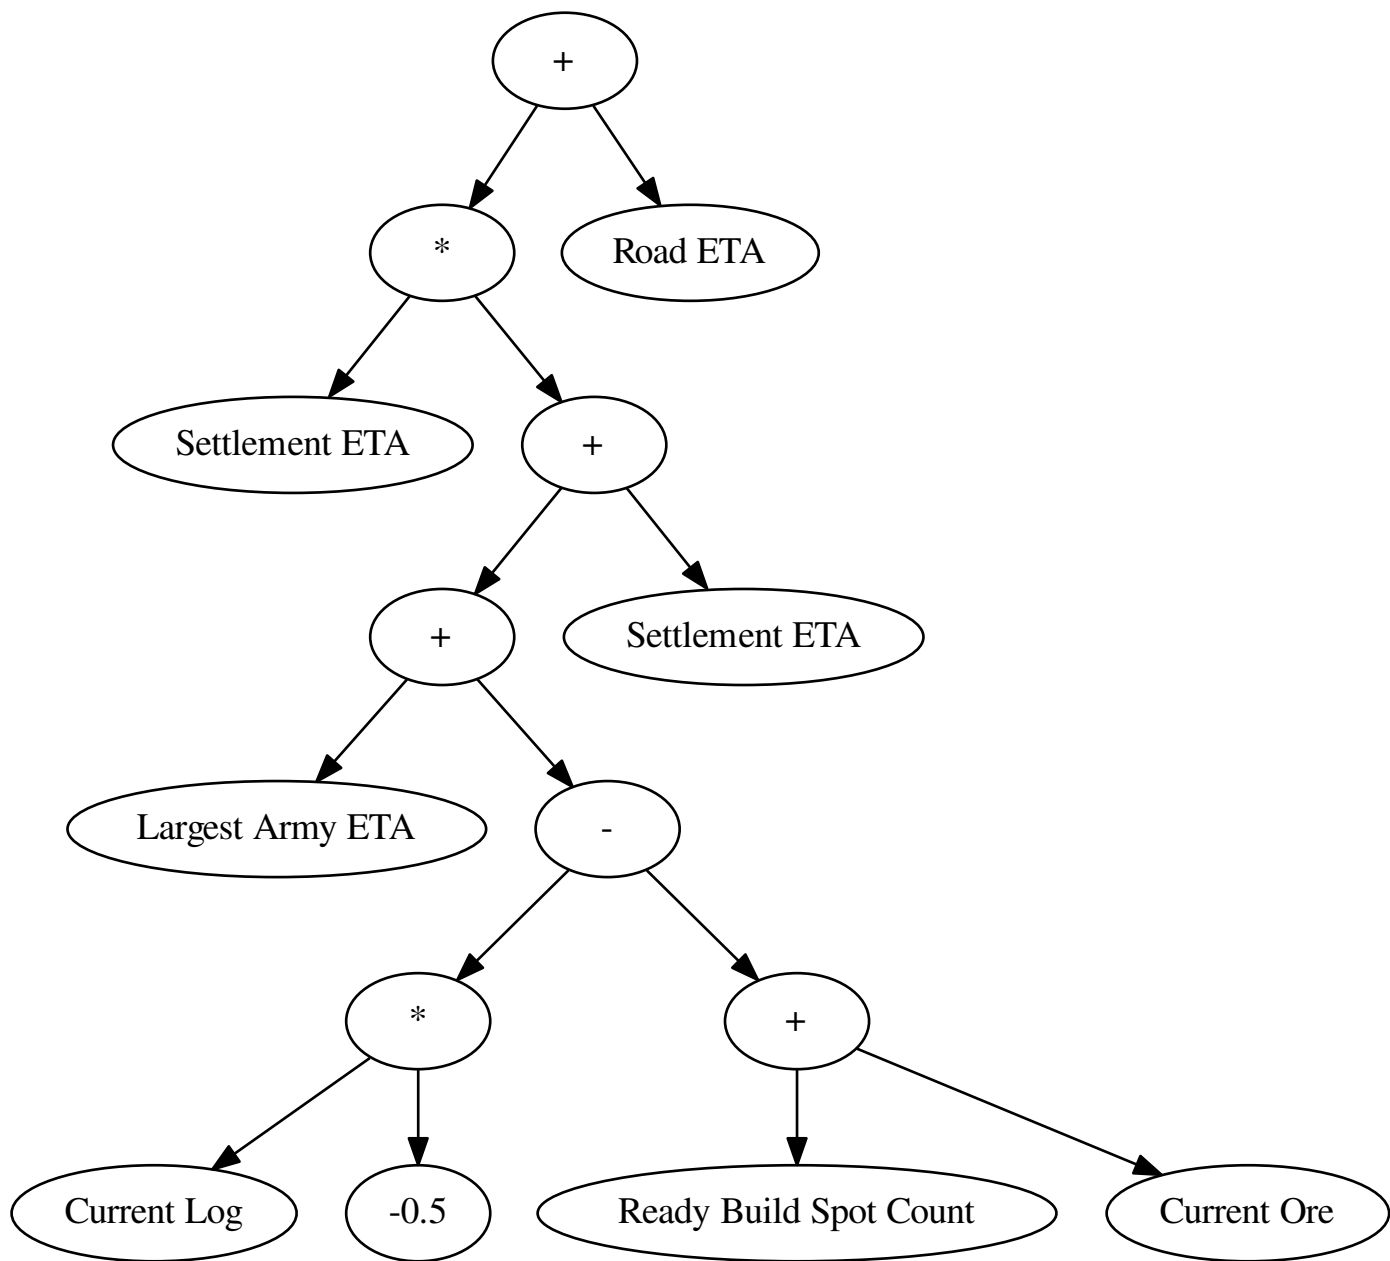 +
*
Road ETA
Settlement ETA
+
+
Settlement ETA
Largest Army ETA
-
*
+
Current Log
-0.5
Ready Build Spot Count
Current Ore